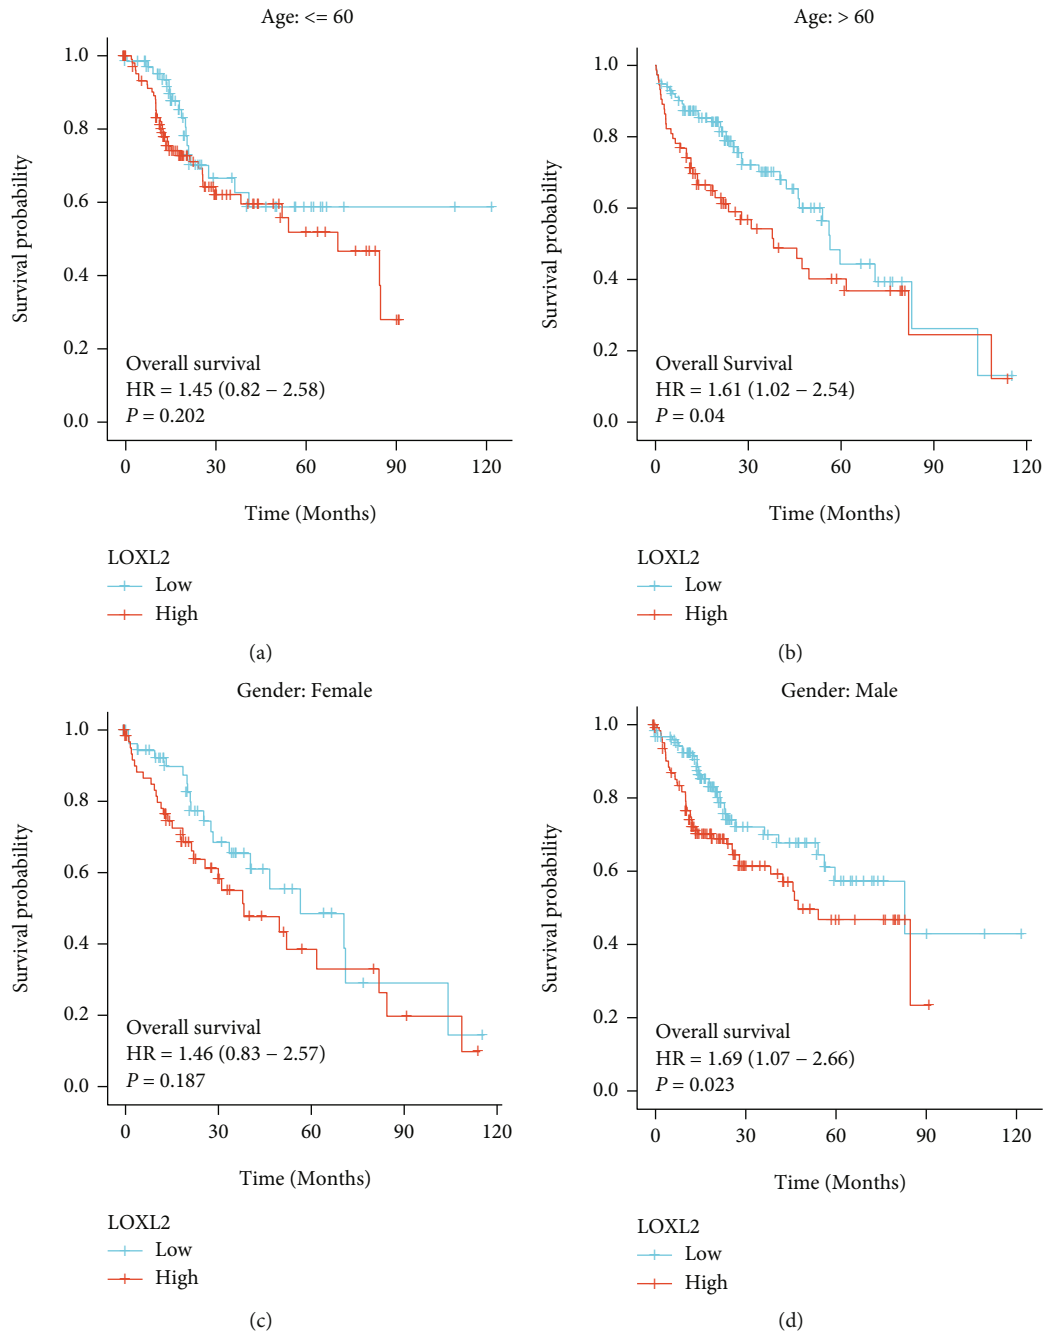 Age: <= 60
Survival probability
1.0
0.8
0.6
0.4
0.2
0.0
Overall survival
HR = 1.45 (0.82 – 2.58)
P = 0.202
0 30 60 90 120
Time (Months)
LOXL2
Low
High
(a)
Age: > 60
Survival probability
1.0
0.8
0.6
0.4
0.2
0.0
Overall Survival
HR = 1.61 (1.02 – 2.54)
P = 0.04
0 30 60 90 120
Time (Months)
LOXL2
Low
High
(b)
Gender: Female
Survival probability
1.0
0.8
0.6
0.4
0.2
0.0
Overall survival
HR = 1.46 (0.83 – 2.57)
P = 0.187
0 30 60 90 120
Time (Months)
LOXL2
Low
High
(c)
Gender: Male
Survival probability
1.0
0.8
0.6
0.4
0.2
0.0
Overall survival
HR = 1.69 (1.07 – 2.66)
P = 0.023
0 30 60 90 120
Time (Months)
LOXL2
Low
High
(d)